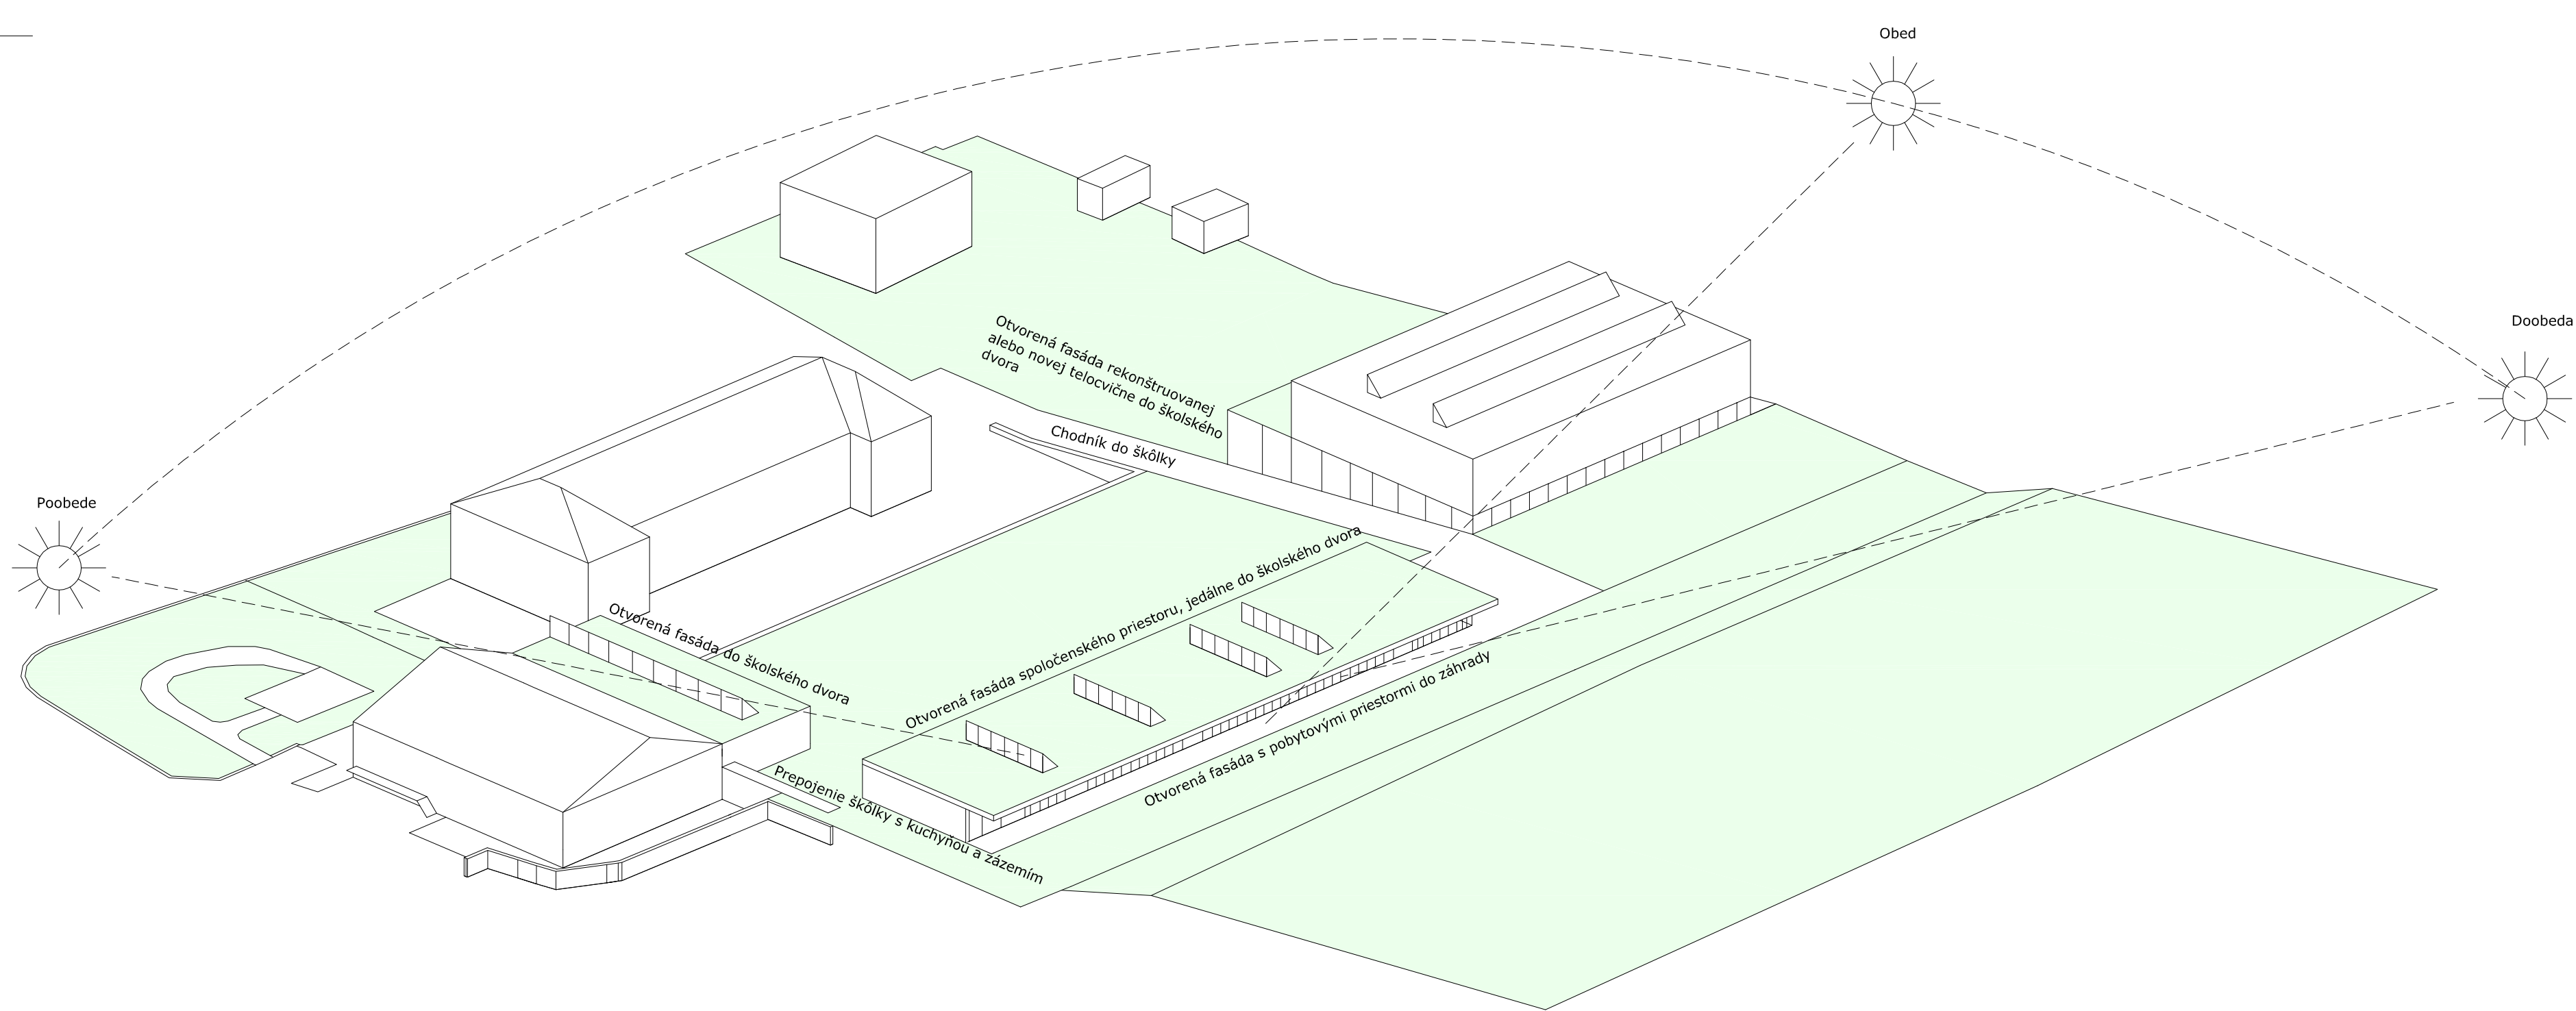 Obed
Doobeda
Otvorená fasáda rekonštruovanej
alebo novej telocvične do školského
dvora
Chodník do škôlky
Poobede
Otvorená fasáda spoločenského priestoru, jedálne do školského dvora
Otvorená fasáda do školského dvora
Otvorená fasáda s pobytovými priestormi do záhrady
Prepojenie škôlky s kuchyňou a zázemím